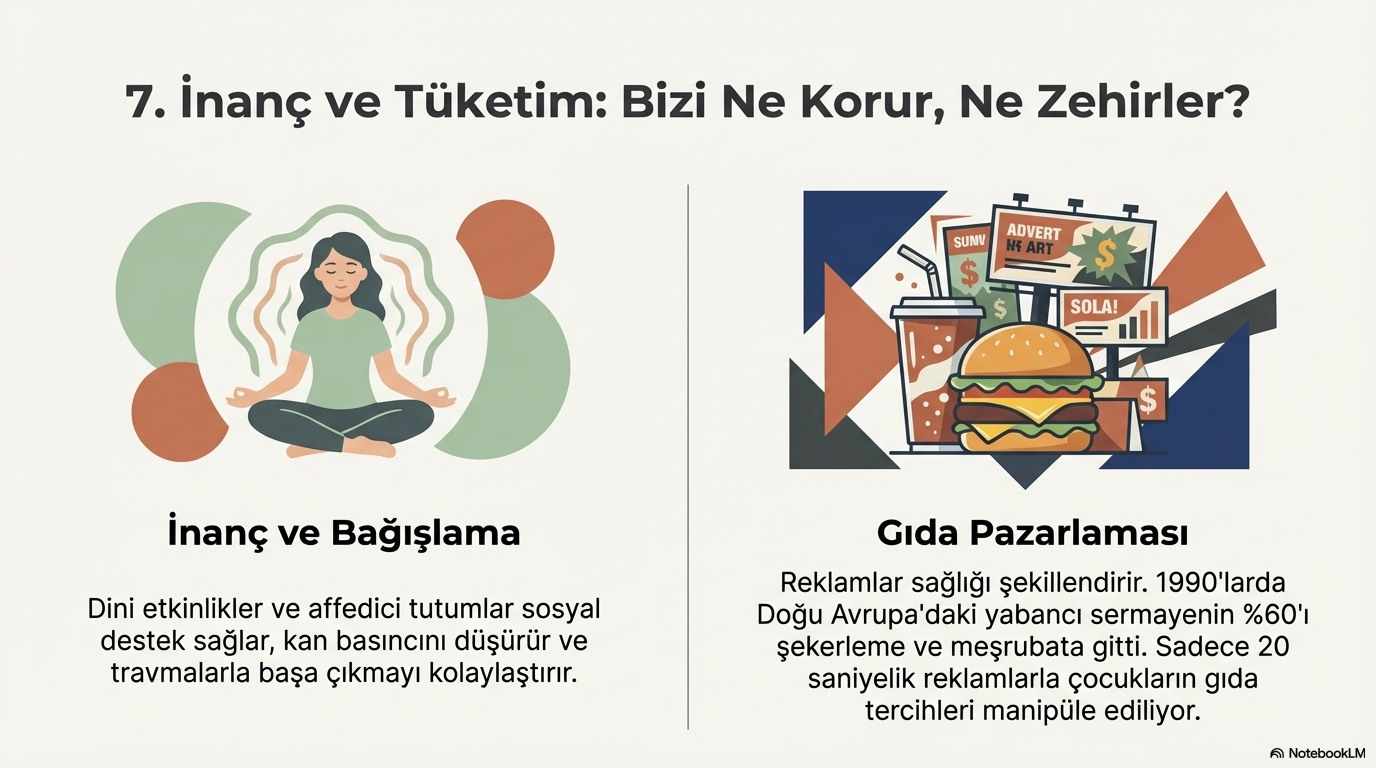 7. İnanç ve Tüketim: Bizi Ne Korur, Ne Zehirler?
SUNV
ADVERT
SOLA!
İnanç ve Bağışlama
Dini etkinlikler ve affedici tutumlar sosyal
destek sağlar, kan basıncını düşürür ve
travmalarla başa çıkmayı kolaylaştırır.
Gıda Pazarlaması
Reklamlar sağlığı şekillendirir. 1990'larda
Doğu Avrupa'daki yabancı sermayenin %60'ı
şekerleme ve meşrubata gitti. Sadece 20
saniyelik reklamlarla çocukların gıda
tercihleri manipüle ediliyor.
NotebookLM